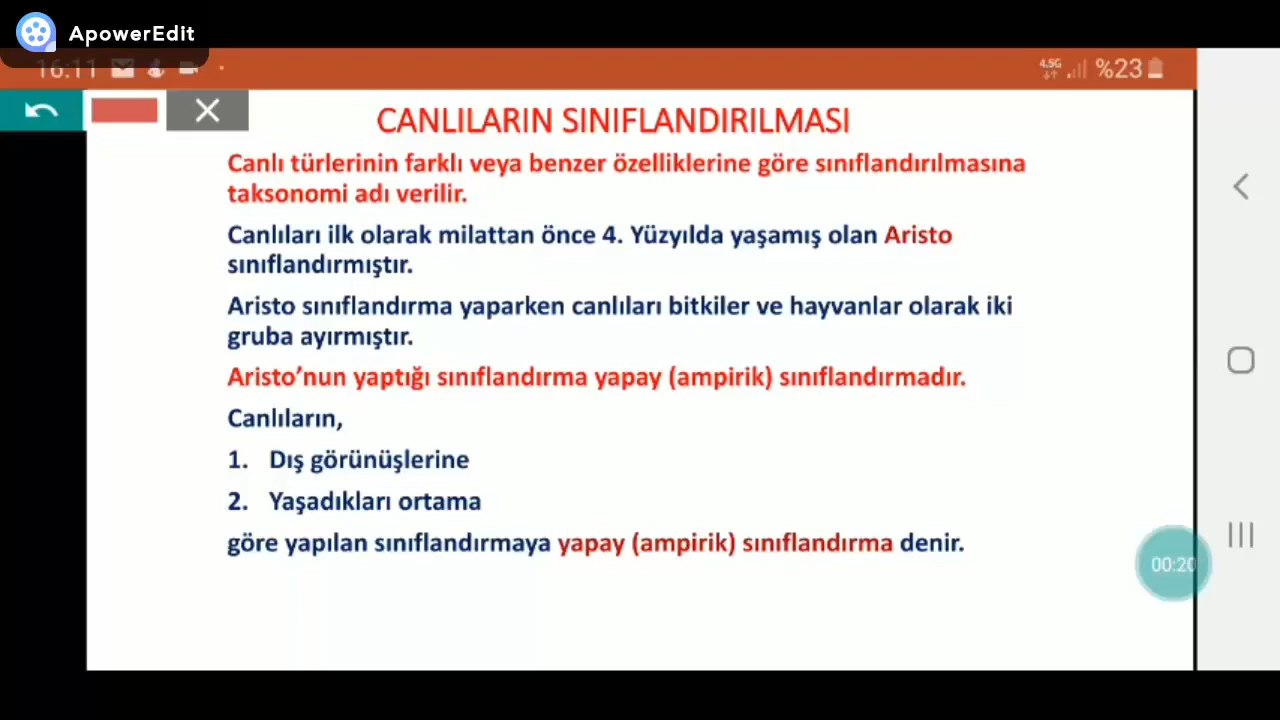 ApowerEdit
16:11
4.5G %23
CANLILARIN SINIFLANDIRILMASI
Canlı türlerinin farklı veya benzer özelliklerine göre sınıflandırılmasına
taksonomi adı verilir.
Canlıları ilk olarak milattan önce 4. Yüzyılda yaşamış olan Aristo
sınıflandırmıştır.
Aristo sınıflandırma yaparken canlıları bitkiler ve hayvanlar olarak iki
gruba ayırmıştır.
Aristo’nun yaptığı sınıflandırma yapay (ampirik) sınıflandırmadır.
Canlıların,
1. Dış görünüşlerine
2. Yaşadıkları ortama
göre yapılan sınıflandırmaya yapay (ampirik) sınıflandırma denir.
00:20